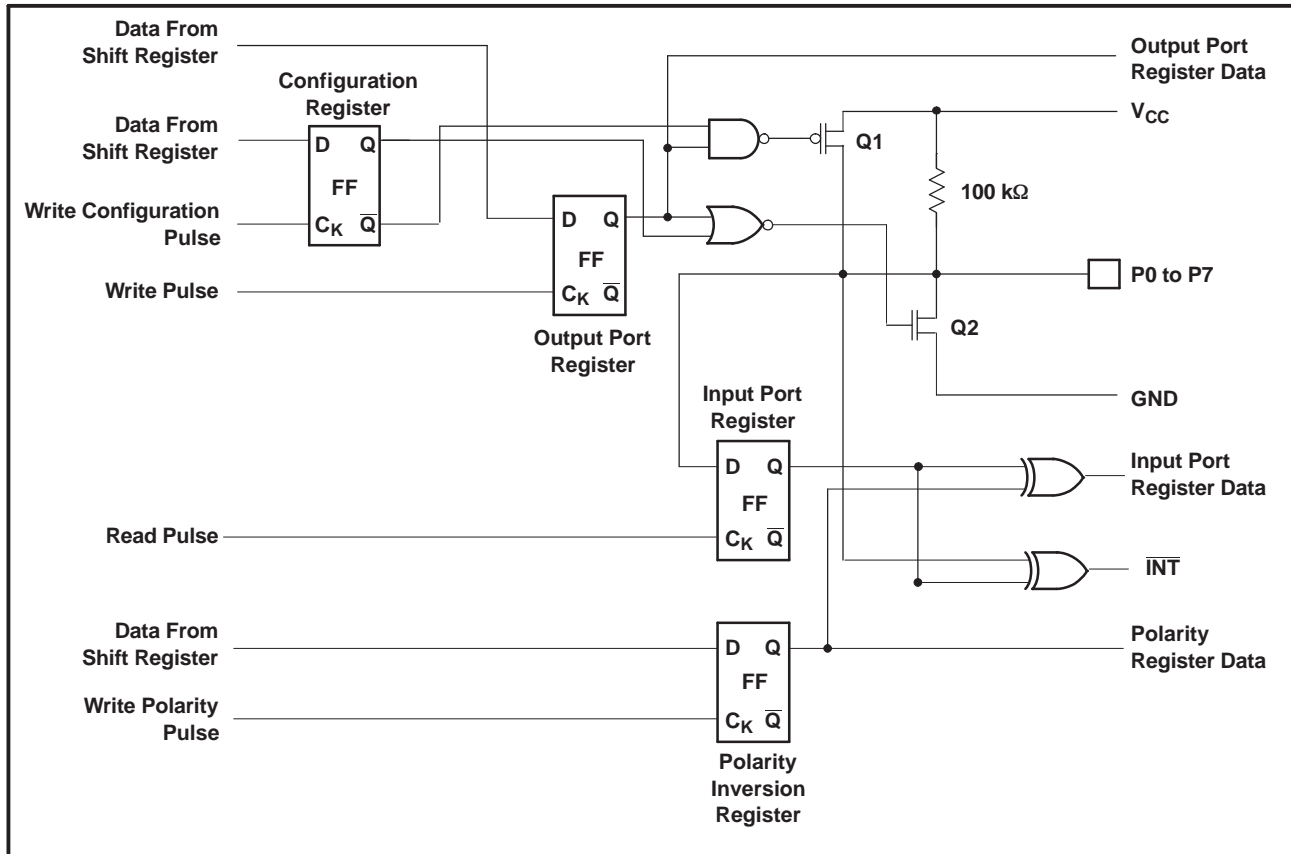 Data From
Shift Register
Configuration
Register
Data From
Shift Register
D Q
FF
CK Q̅
Write Configuration
Pulse
Write Pulse
D Q
FF
CK Q̅
Output Port
Register
Output Port
Register Data
VCC
Q1
100 kΩ
P0 to P7
Q2
GND
Input Port
Register
D Q
FF
CK Q̅
Read Pulse
Input Port
Register Data
I̅N̅T̅
Data From
Shift Register
Write Polarity
Pulse
D Q
FF
CK Q̅
Polarity
Inversion
Register
Polarity
Register Data